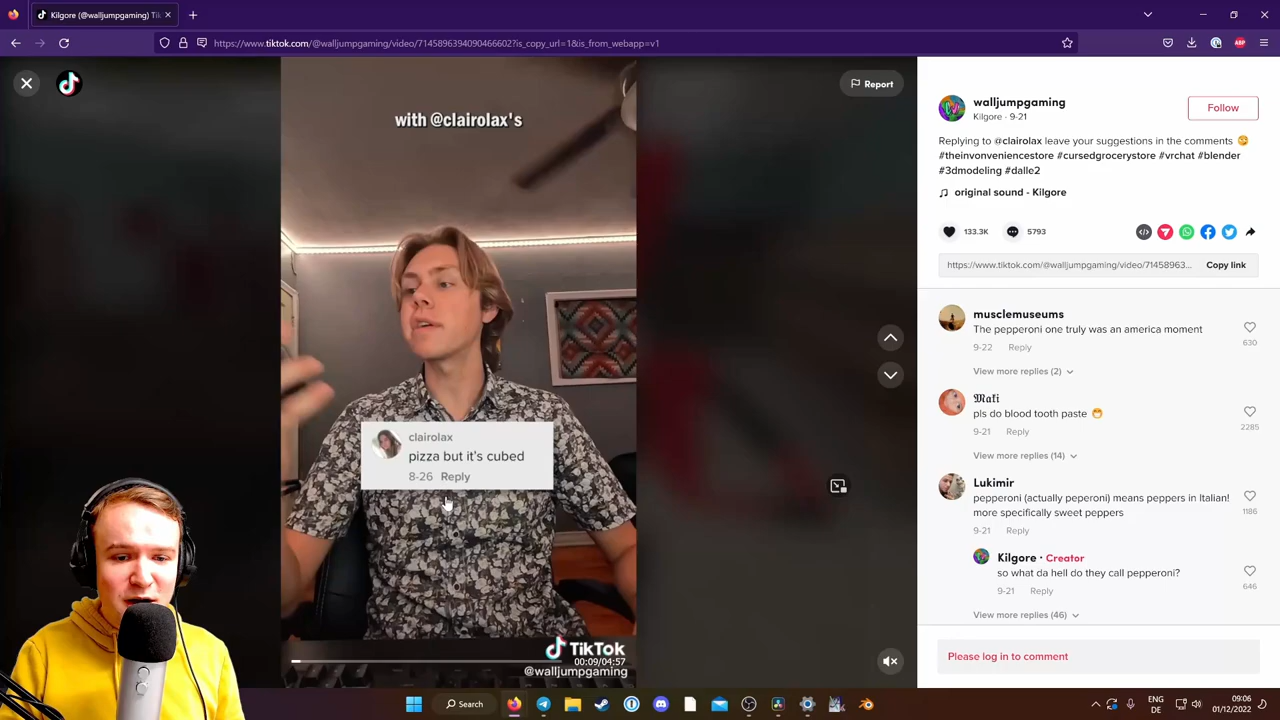 Kilgore (@walljumpgaming) Tik
https://www.tiktok.com/@walljumpgaming/video/7145896394090466602?is_copy_url=1&is_from_webapp=v1
Report
with @clairolax's
clairolax
pizza but it's cubed
8-26 Reply
TikTok
00:09/04:57
@walljumpgaming
walljumpgaming
Kilgore · 9-21
Follow
Replying to @clairolax leave your suggestions in the comments
#theinvonveniencestore #cursedgrocerystore #vrchat #blender
#3dmodeling #dalle2
original sound - Kilgore
133.3K
5793
https://www.tiktok.com/@walljumpgaming/video/71458963...
Copy link
musclemuseums
The pepperoni one truly was an america moment
630
9-22 Reply
View more replies (2)
𝔐𝔞𝔱𝔦
pls do blood tooth paste
2285
9-21 Reply
View more replies (14)
Lukimir
pepperoni (actually peperoni) means peppers in Italian!
more specifically sweet peppers
1186
9-21 Reply
Kilgore · Creator
so what da hell do they call pepperoni?
646
9-21 Reply
View more replies (46)
Please log in to comment
Search
ENG
DE
09:06
01/12/2022